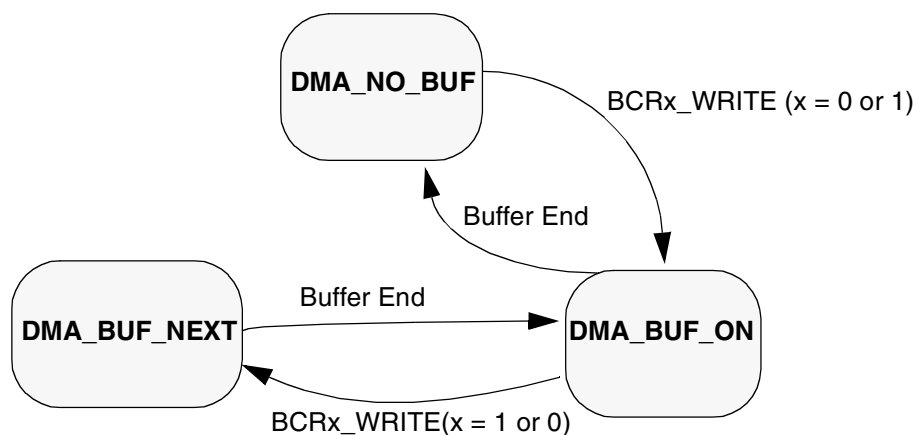 DMA_NO_BUF
BCRx_WRITE (x = 0 or 1)
Buffer End
Buffer End
DMA_BUF_NEXT
DMA_BUF_ON
BCRx_WRITE(x = 1 or 0)